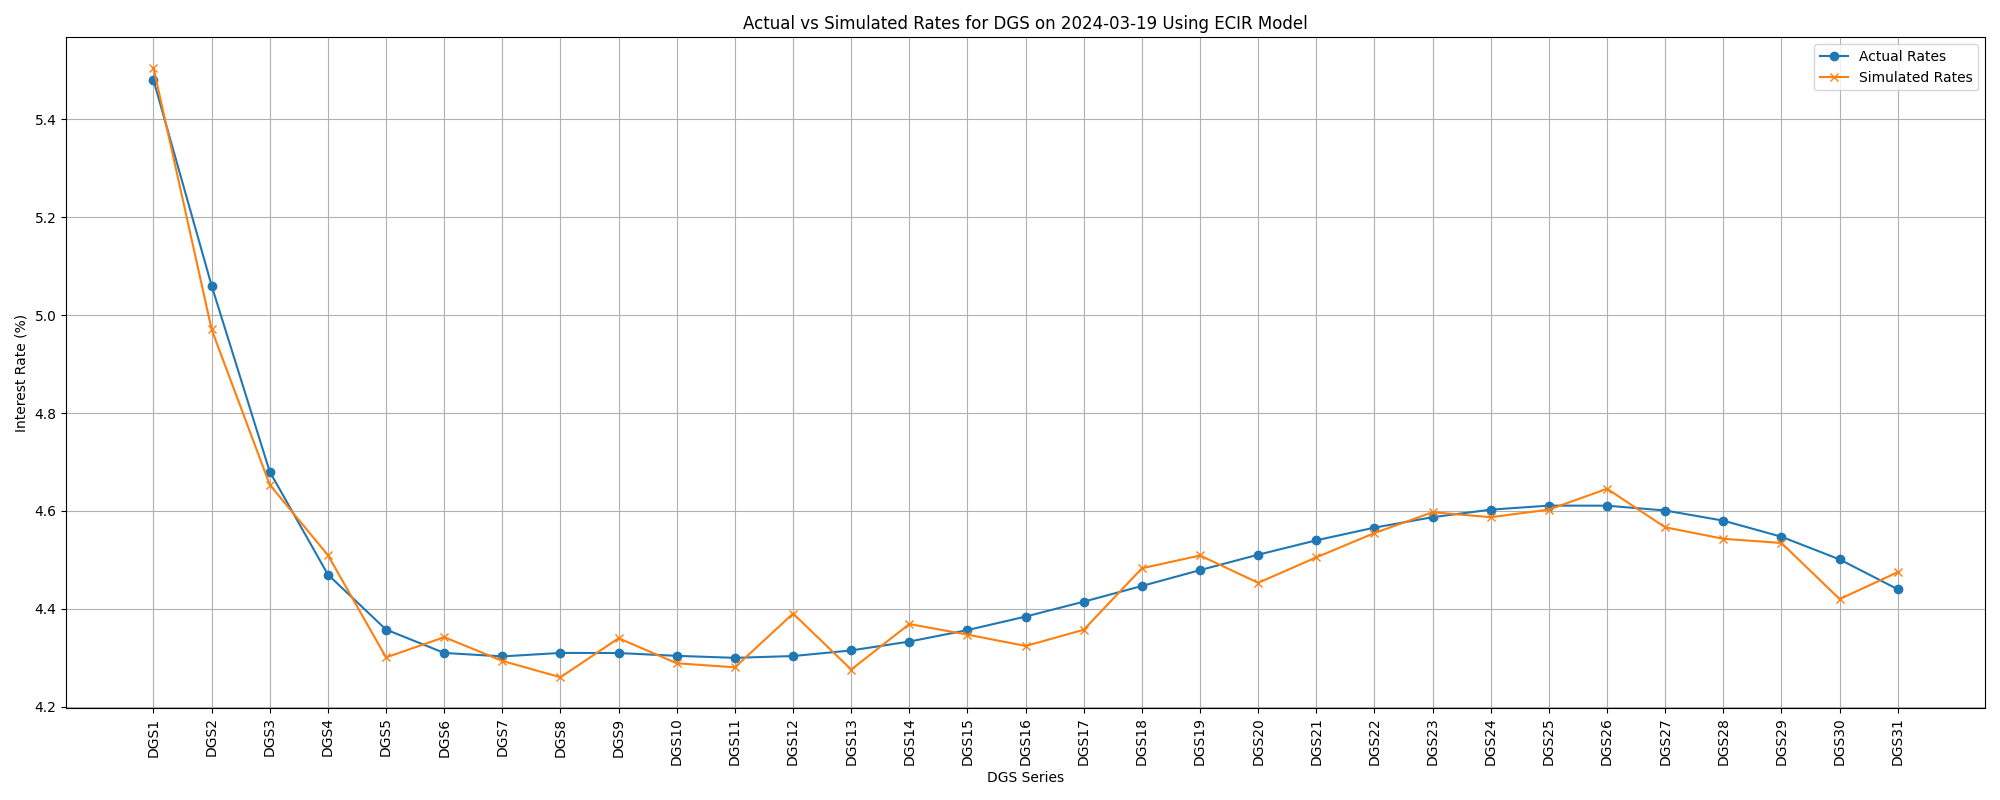 Actual vs Simulated Rates for DGS on 2024-03-19 Using ECIR Model
Actual Rates
Simulated Rates
Interest Rate (%)
5.4
5.2
5.0
4.8
4.6
4.4
4.2
DGS1
DGS2
DGS3
DGS4
DGS5
DGS6
DGS7
DGS8
DGS9
DGS10
DGS11
DGS12
DGS13
DGS14
DGS15
DGS16
DGS17
DGS18
DGS19
DGS20
DGS21
DGS22
DGS23
DGS24
DGS25
DGS26
DGS27
DGS28
DGS29
DGS30
DGS31
DGS Series